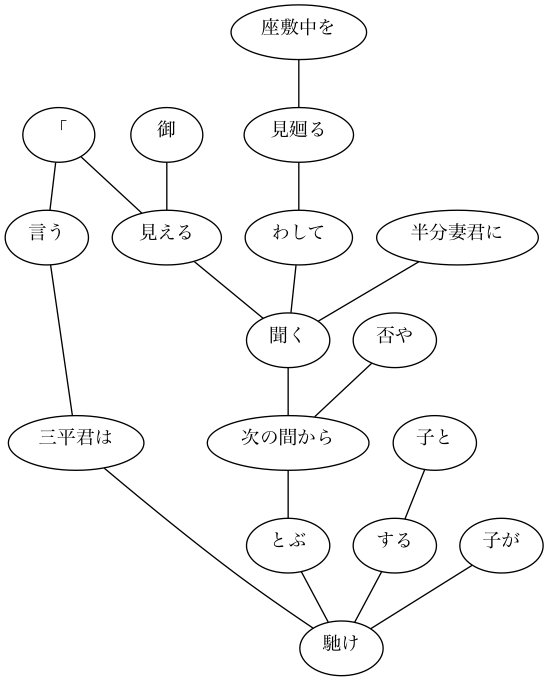 座敷中を
「
御
見廻る
言う
見える
わして
半分妻君に
聞く
否や
三平君は
次の間から
子と
とぶ
する
子が
馳け